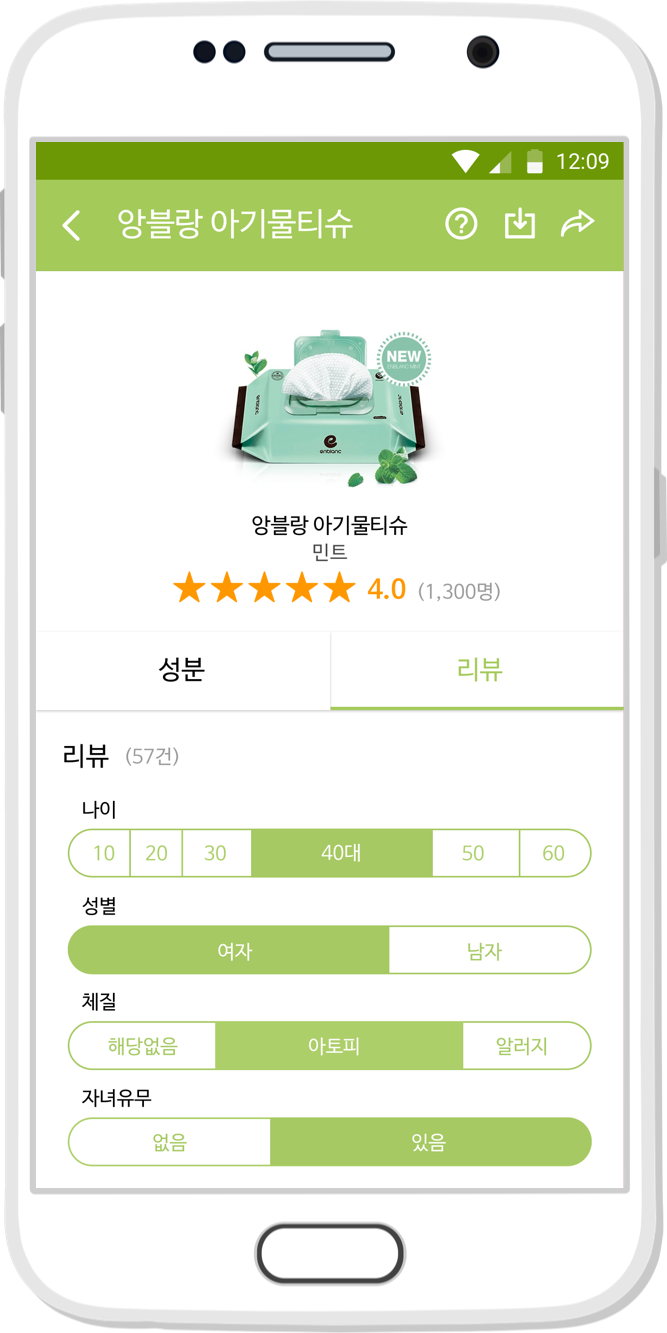 12:09
앙블랑 아기물티슈
NEW
enblanc
앙블랑 아기물티슈
민트
4.0 (1,300명)
성분 리뷰
리뷰 (57건)
나이
10 20 30 40대 50 60
성별
여자 남자
체질
해당없음 아토피 알러지
자녀유무
없음 있음